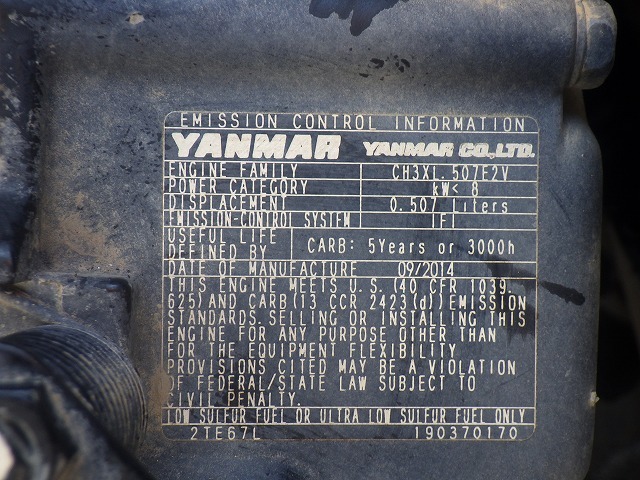 EMISSION CONTROL INFORMATION
YANMAR YANMAR CO.,LTD.
ENGINE FAMILY CH3XL.507F2V
POWER CATEGORY kW< 8
DISPLACEMENT 0.507 Liters
EMISSION-CONTROL SYSTEM IFI
USEFUL LIFE
DEFINED BY CARB: 5Years or 3000h
DATE OF MANUFACTURE 09/2014
THIS ENGINE MEETS U.S. (40 CFR 1039.
625) AND CARB (13 CCR 2423(d)) EMISSION
STANDARDS. SELLING OR INSTALLING THIS
ENGINE FOR ANY PURPOSE OTHER THAN
FOR THE EQUIPMENT FLEXIBILITY
PROVISIONS CITED MAY BE A VIOLATION
OF FEDERAL/STATE LAW SUBJECT TO
CIVIL PENALTY.
LOW SULFUR FUEL OR ULTRA LOW SULFUR FUEL ONLY
2TE67L 190370170